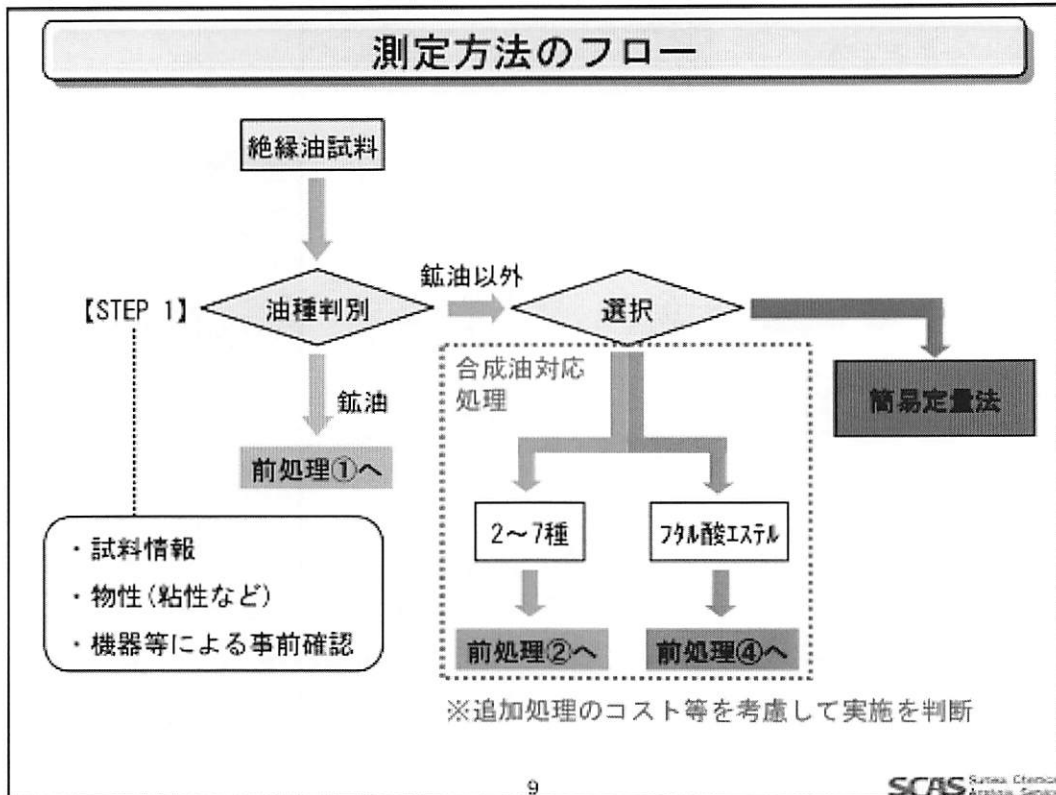 測定方法のフロー
絶縁油試料
【STEP 1】
油種判別
鉱油以外
選択
鉱油
合成油対応
処理
簡易定量法
前処理①へ
2～7種
フタル酸エステル
・試料情報
・物性(粘性など)
・機器等による事前確認
前処理②へ
前処理④へ
※追加処理のコスト等を考慮して実施を判断
9
SCAS
Sumika Chemical
Analysis Service